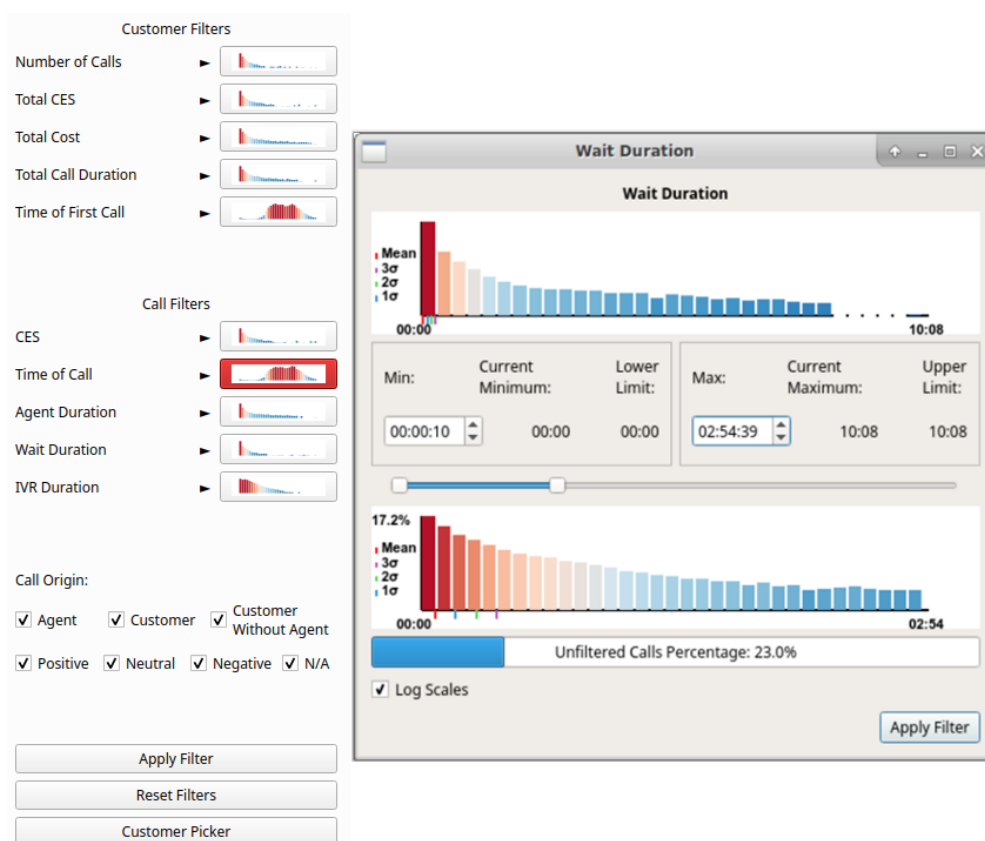 Customer Filters
Number of Calls
Total CES
Total Cost
Total Call Duration
Time of First Call
Call Filters
CES
Time of Call
Agent Duration
Wait Duration
IVR Duration
Call Origin:
Agent Customer Customer Without Agent
Positive Neutral Negative N/A
Apply Filter
Reset Filters
Customer Picker
Wait Duration
Wait Duration
Mean
3σ
2σ
1σ
00:00 10:08
Min: Current Minimum: Lower Limit:
00:00:10 00:00 00:00
Max: Current Maximum: Upper Limit:
02:54:39 10:08 10:08
17.2%
Mean
3σ
2σ
1σ
00:00 02:54
Unfiltered Calls Percentage: 23.0%
Log Scales
Apply Filter